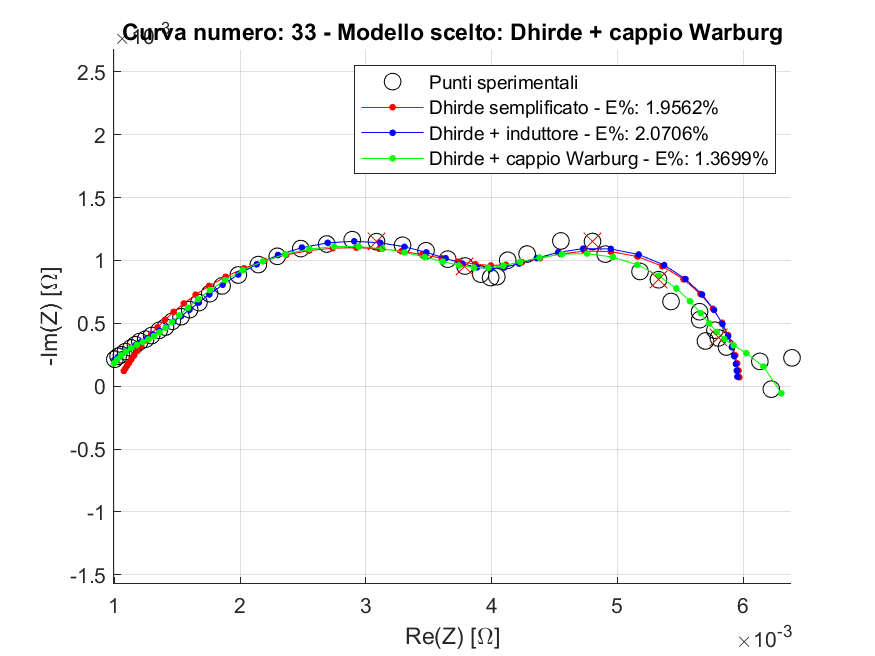 Curva numero: 33 - Modello scelto: Dhirde + cappio Warburg
×10⁻³
Punti sperimentali
Dhirde semplificato - E%: 1.9562%
Dhirde + induttore - E%: 2.0706%
Dhirde + cappio Warburg - E%: 1.3699%
2.5
2
1.5
1
0.5
0
-0.5
-1
-1.5
-Im(Z) [Ω]
1 2 3 4 5 6
Re(Z) [Ω]
×10⁻³